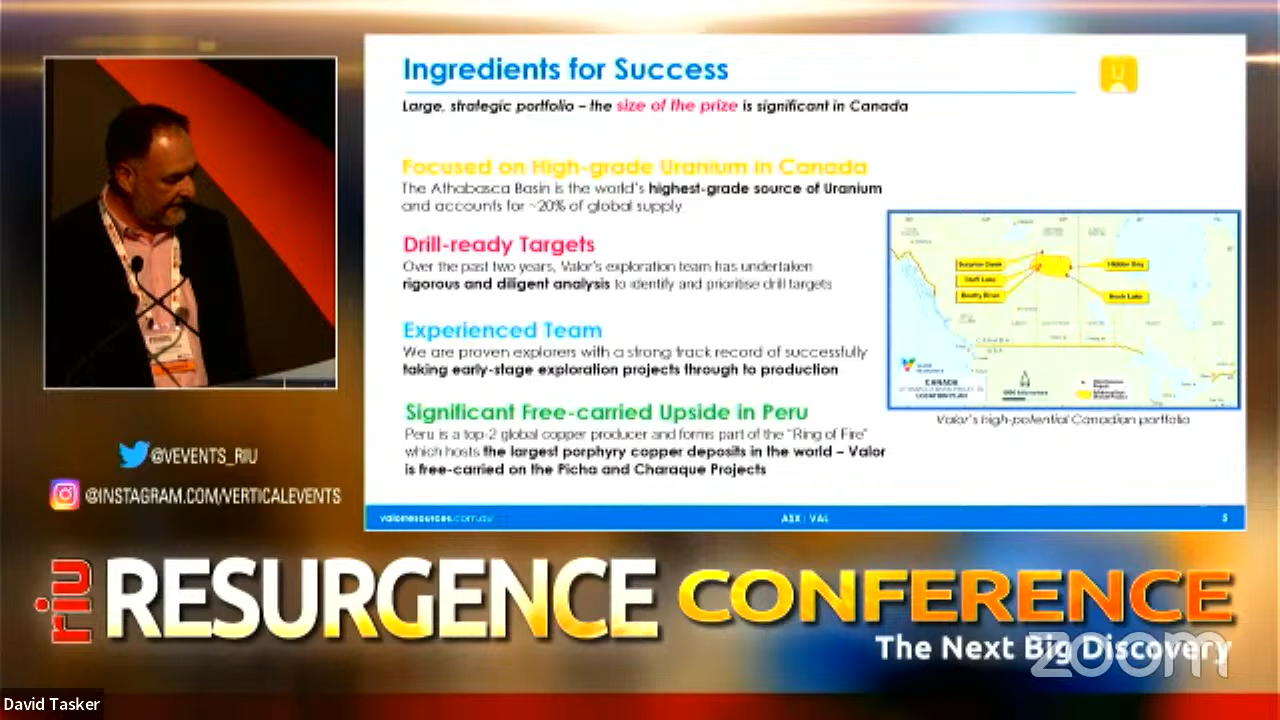 Ingredients for Success
U
Large, strategic portfolio – the size of the prize is significant in Canada
Focused on High-grade Uranium in Canada
The Athabasca Basin is the world's highest-grade source of Uranium
and accounts for ~20% of global supply
Drill-ready Targets
Over the past two years, Valor's exploration team has undertaken
rigorous and diligent analysis to identify and prioritise drill targets
Experienced Team
We are proven explorers with a strong track record of successfully
taking early-stage exploration projects through to production
Significant Free-carried Upside in Peru
Peru is a top-2 global copper producer and forms part of the "Ring of Fire"
which hosts the largest porphyry copper deposits in the world – Valor
is free-carried on the Picha and Charaque Projects
Surprise Creek
Hidden Bay
Cluff Lake
Beatty River
Hook Lake
CANADA
U.S.A
CANADA
LOCATION PLAN
Valor's high-potential Canadian portfolio
valorresources.com.au
ASX : VAL
5
@VEVENTS_RIU
@INSTAGRAM.COM/VERTICALEVENTS
riu RESURGENCE CONFERENCE
The Next Big Discovery
zoom
David Tasker